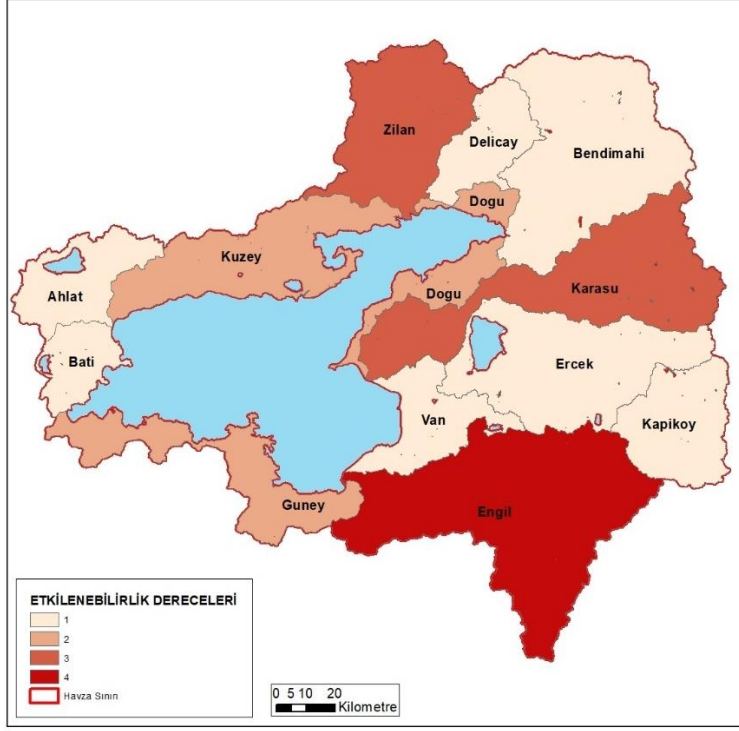 Zilan
Delicay
Bendimahi
Dogu
Kuzey
Ahlat
Dogu
Karasu
Bati
Ercek
Van
Kapikoy
Guney
Engil
ETKİLENEBİLİRLİK DERECELERİ
1
2
3
4
Havza Sınırı
0 5 10 20
Kilometre